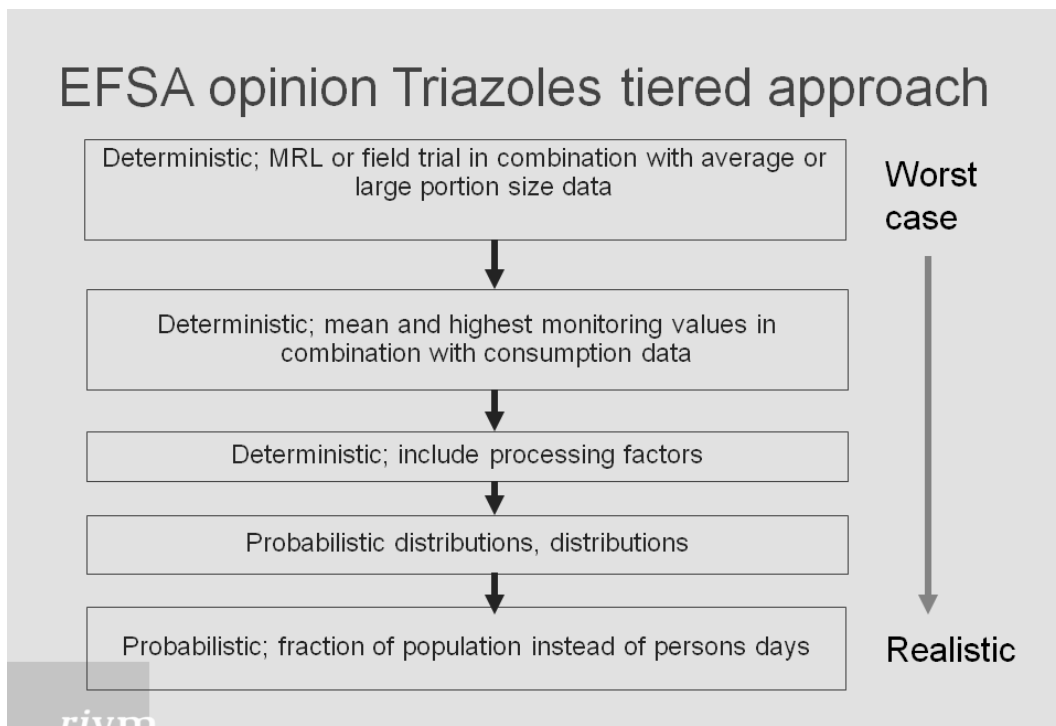 EFSA opinion Triazoles tiered approach
Deterministic; MRL or field trial in combination with average or
large portion size data
Worst
case
Deterministic; mean and highest monitoring values in
combination with consumption data
Deterministic; include processing factors
Probabilistic distributions, distributions
Probabilistic; fraction of population instead of persons days
Realistic
rivm